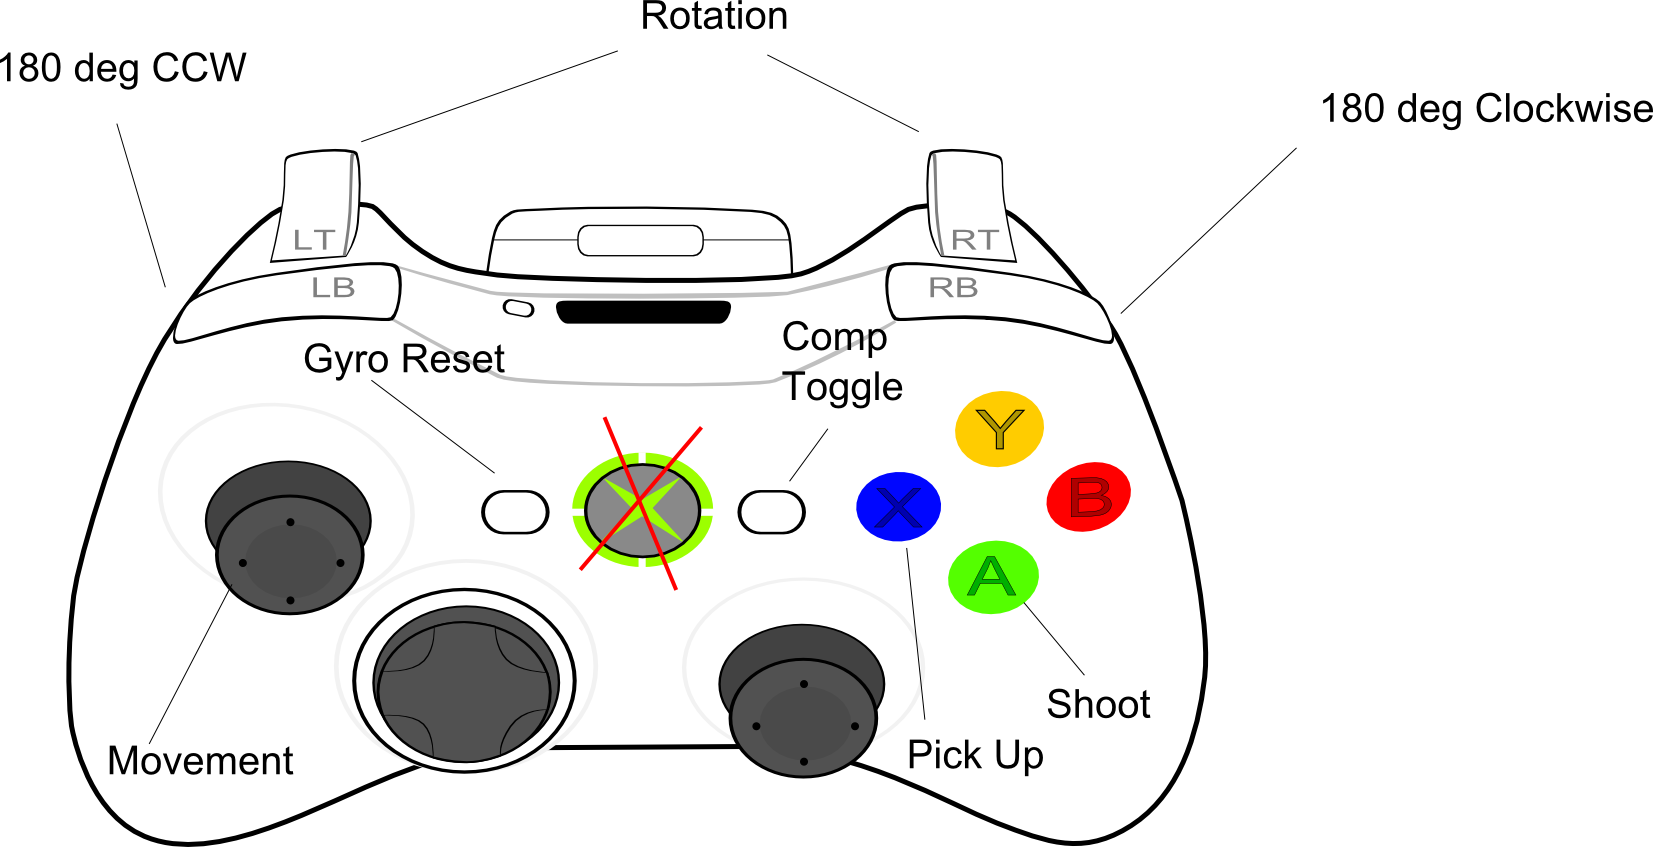 Rotation
180 deg CCW
180 deg Clockwise
LT
RT
LB
RB
Comp
Toggle
Gyro Reset
Y
B
X
A
Shoot
Pick Up
Movement